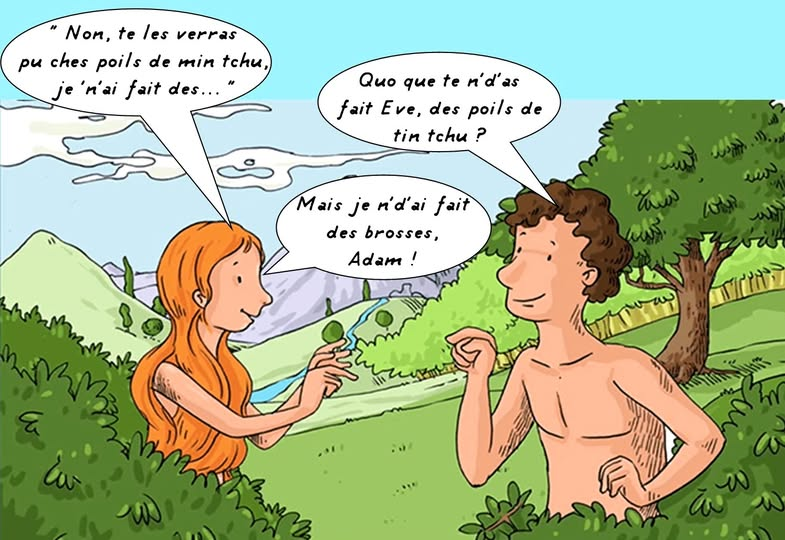 " Non, te les verras
pu ches poils de min tchu,
je 'n'ai fait des... "
Quo que te n'd'as
fait Eve, des poils de
tin tchu ?
Mais je n'd'ai fait
des brosses,
Adam !